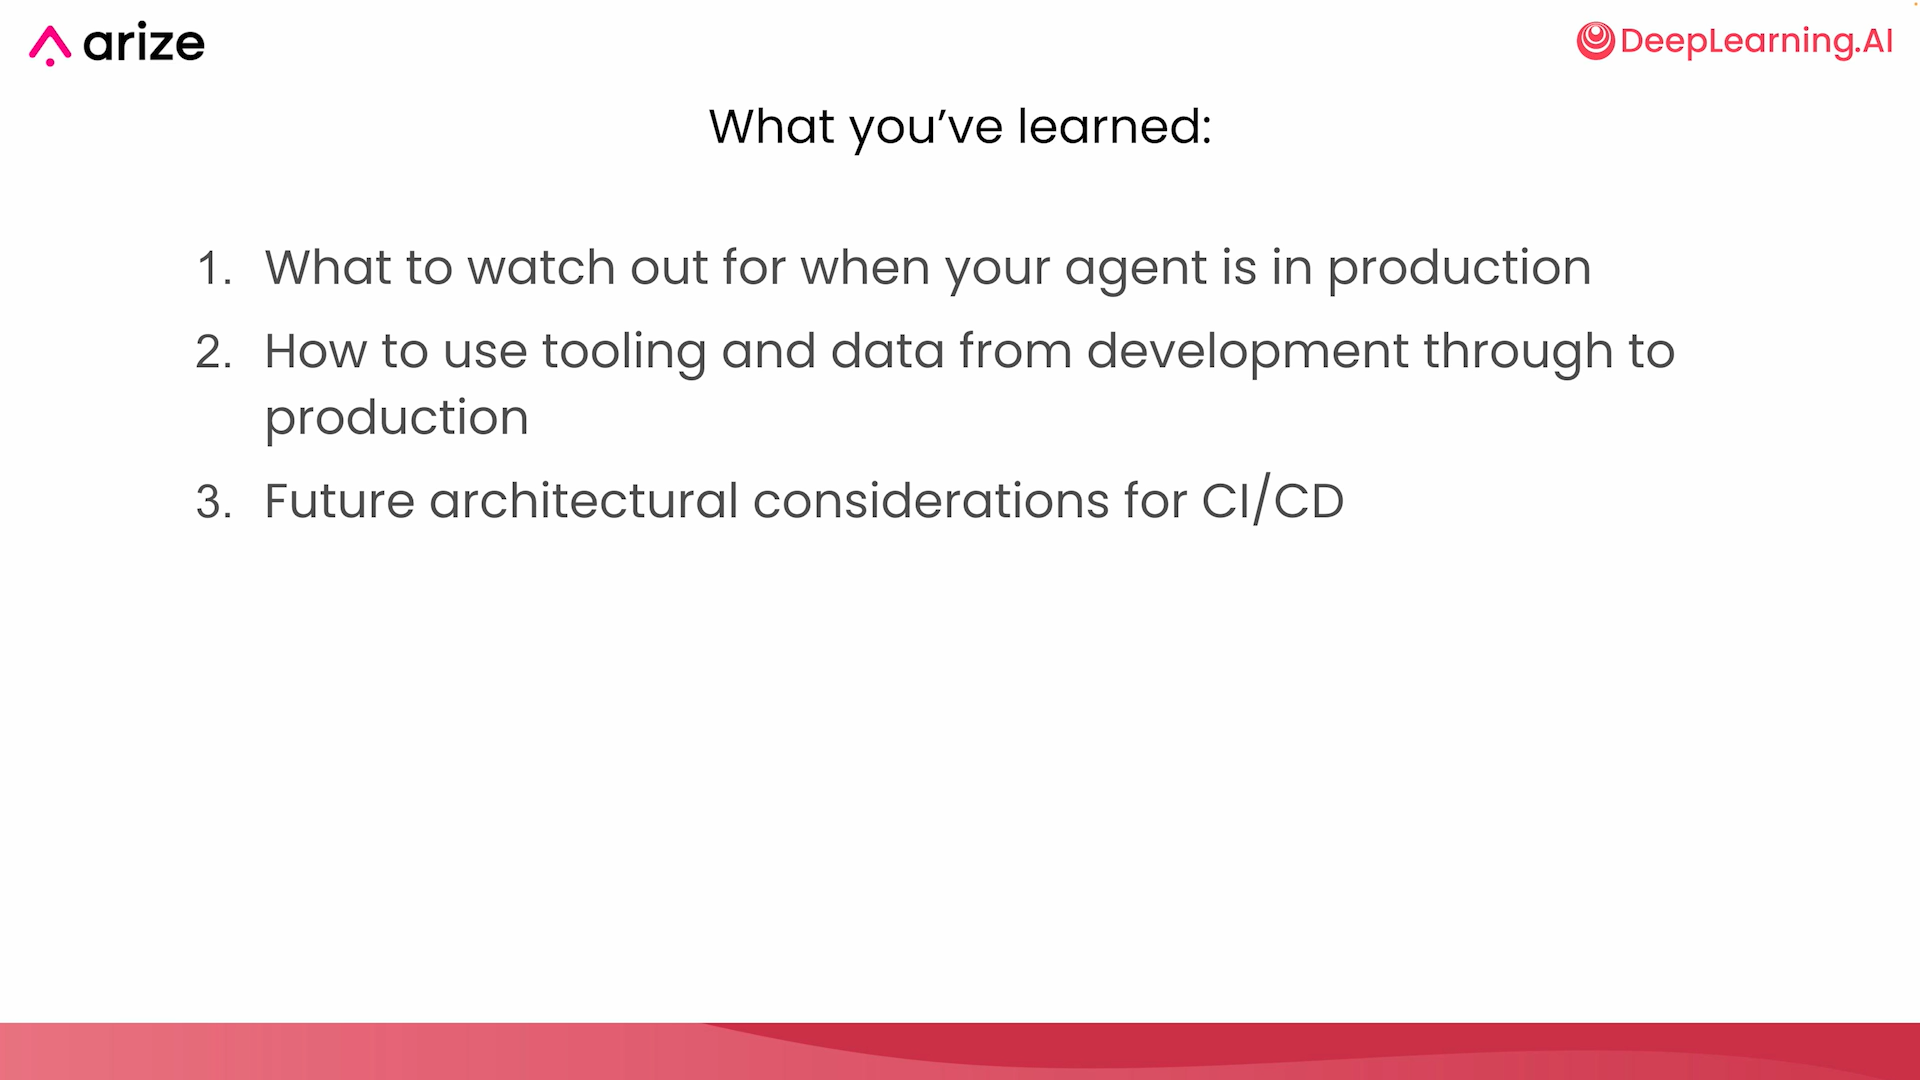 arize
DeepLearning.AI
What you’ve learned:
1. What to watch out for when your agent is in production
2. How to use tooling and data from development through to
production
3. Future architectural considerations for CI/CD